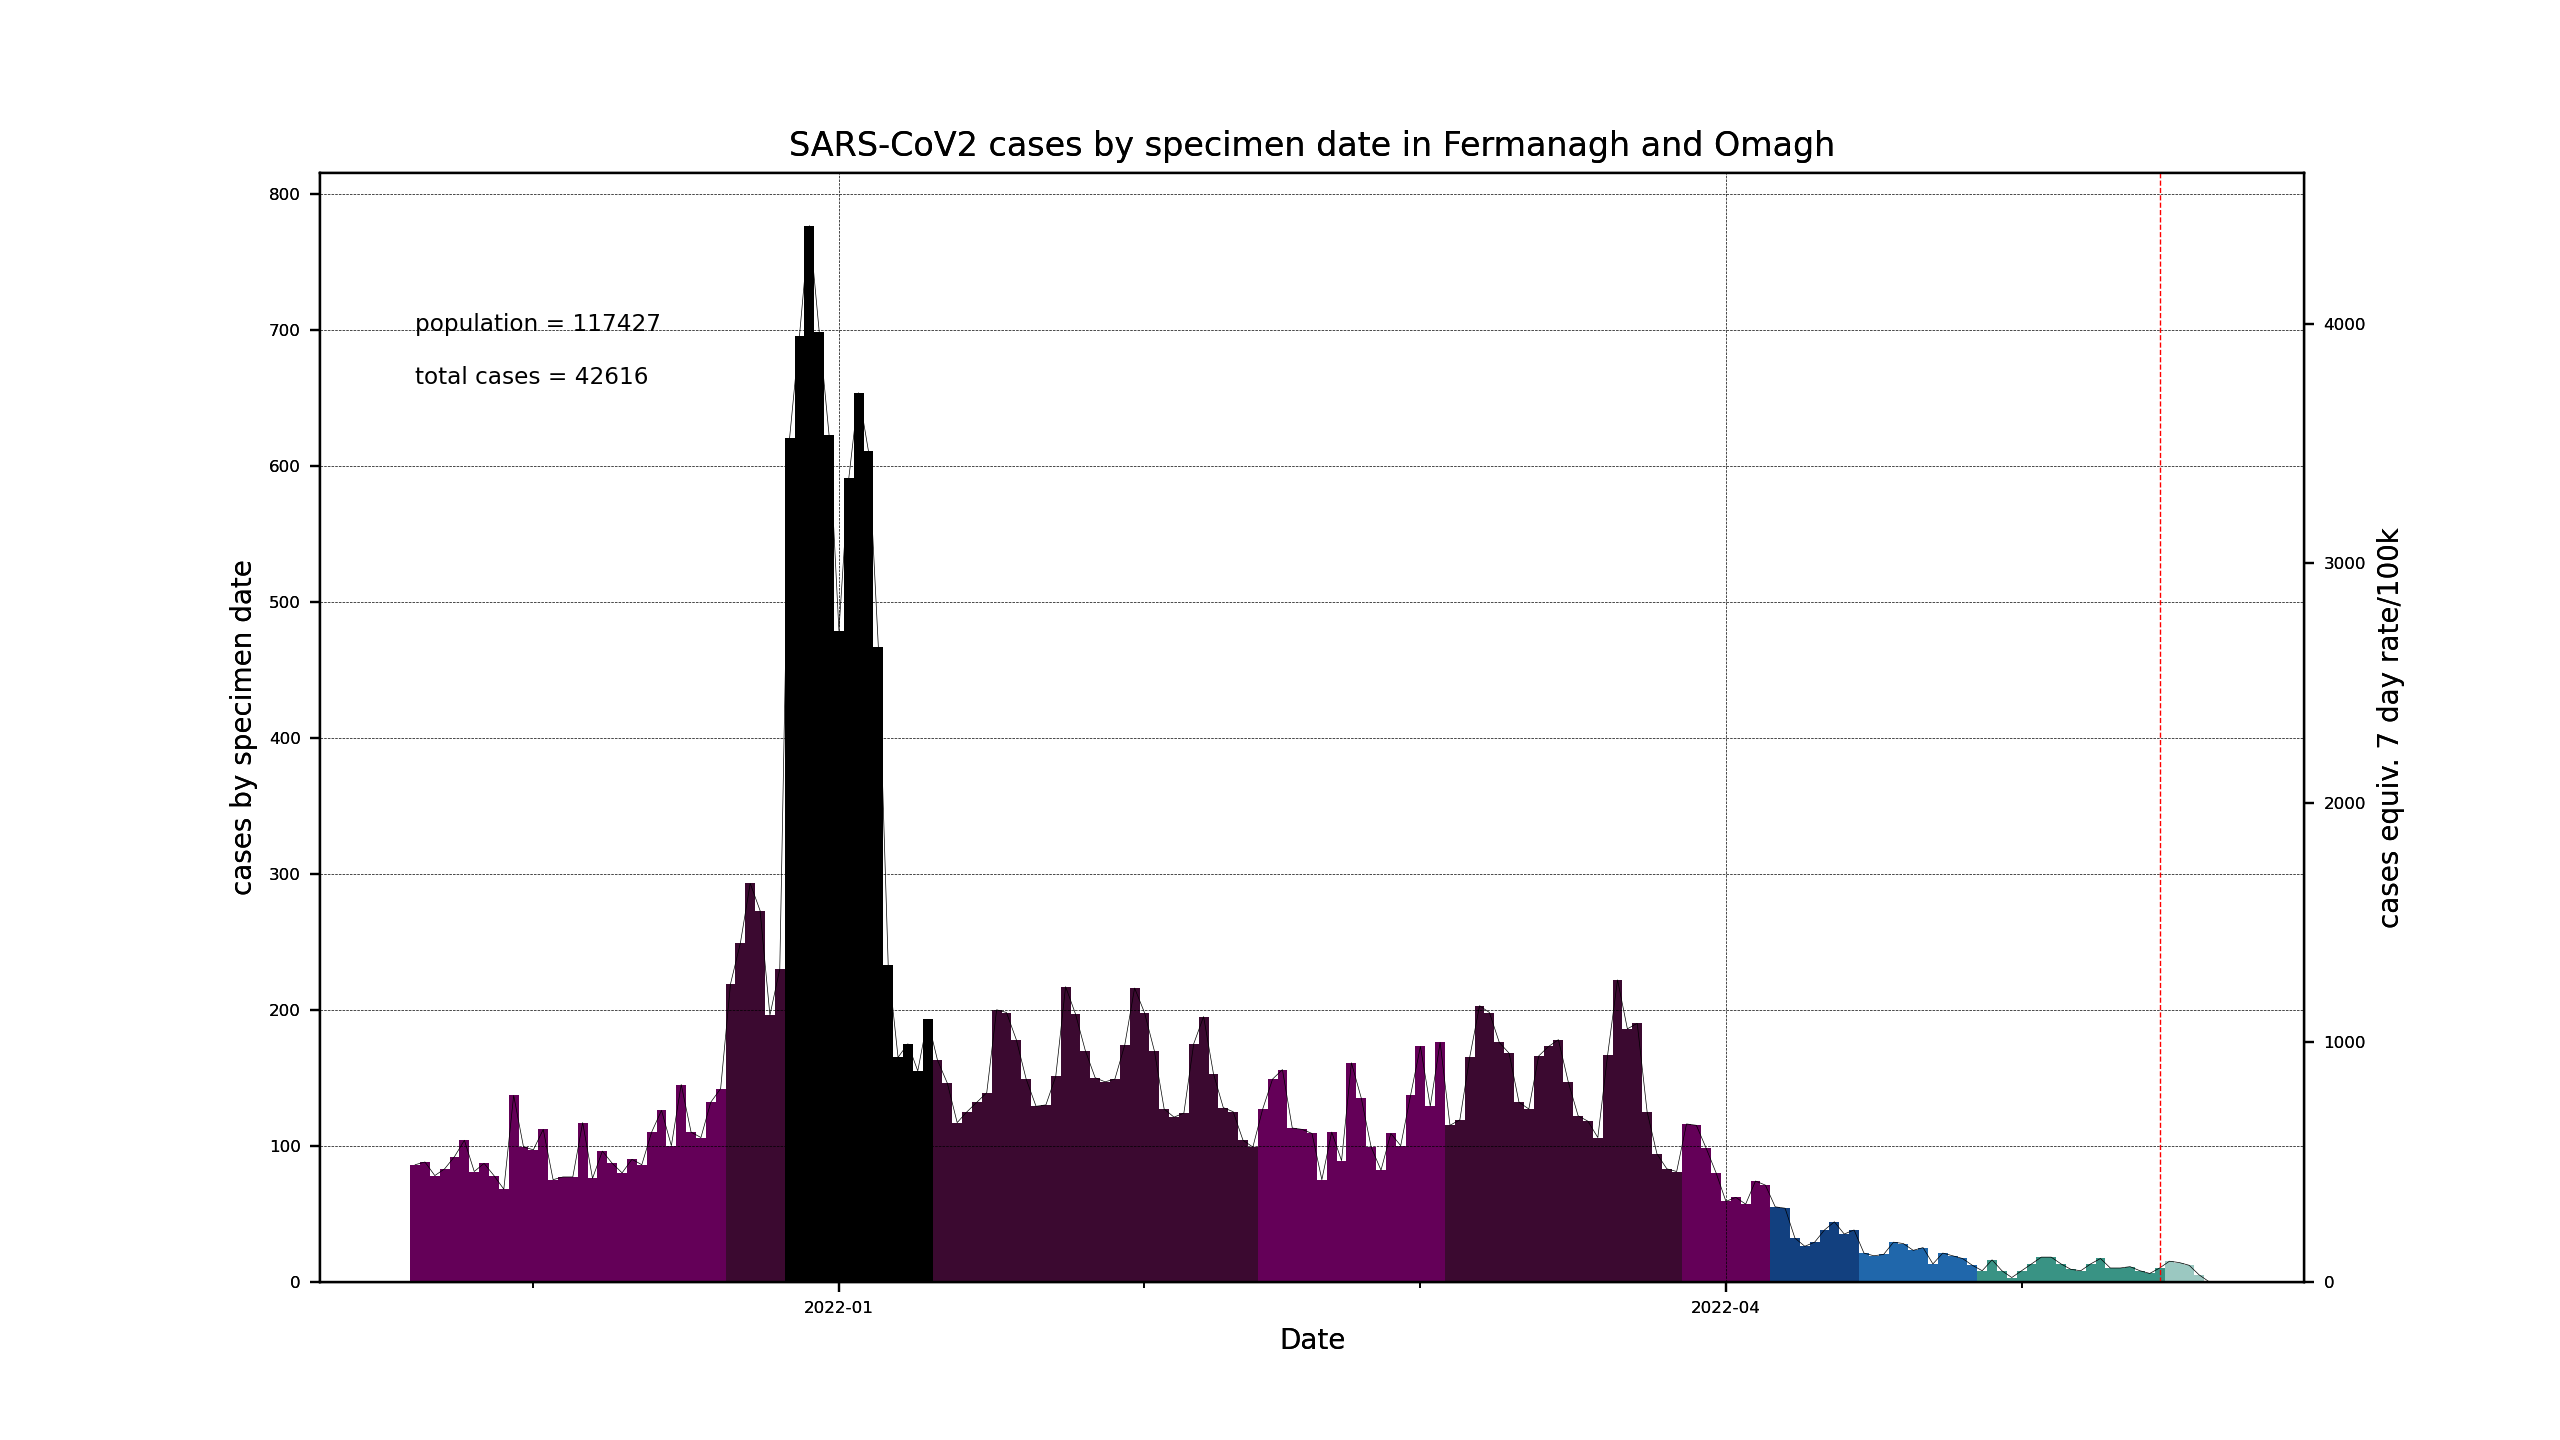 SARS-CoV2 cases by specimen date in Fermanagh and Omagh
800
700
600
500
400
300
200
100
0
cases by specimen date
population = 117427
total cases = 42616
4000
3000
2000
1000
0
cases equiv. 7 day rate/100k
2022-01
2022-04
Date